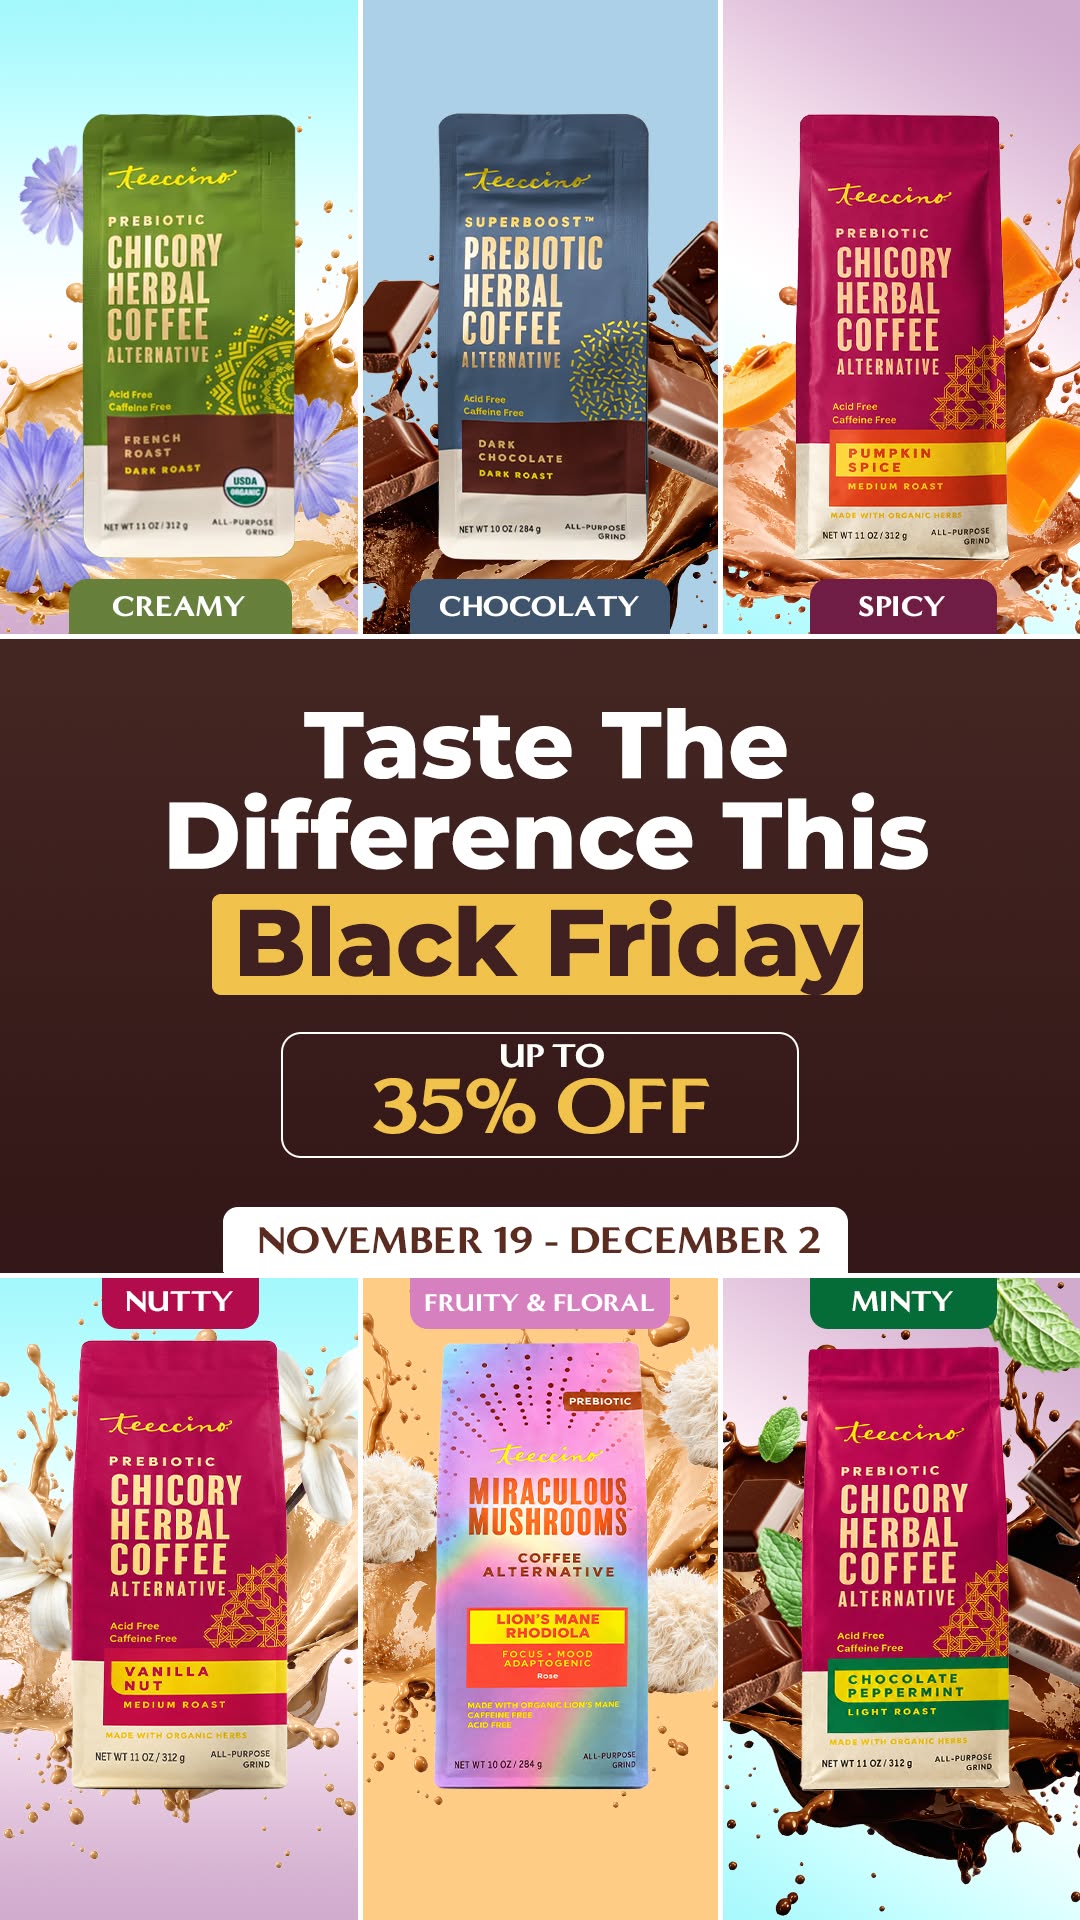 teeccino
PREBIOTIC
CHICORY
HERBAL
COFFEE
ALTERNATIVE
Acid Free
Caffeine Free
FRENCH
ROAST
DARK ROAST
USDA
ORGANIC
NET WT 11 OZ / 312 g
ALL-PURPOSE
GRIND
CREAMY
teeccino
SUPERBOOST™
PREBIOTIC
HERBAL
COFFEE
ALTERNATIVE
Acid Free
Caffeine Free
DARK
CHOCOLATE
DARK ROAST
NET WT 10 OZ / 284 g
ALL-PURPOSE
GRIND
CHOCOLATY
teeccino
PREBIOTIC
CHICORY
HERBAL
COFFEE
ALTERNATIVE
Acid Free
Caffeine Free
PUMPKIN
SPICE
MEDIUM ROAST
MADE WITH ORGANIC HERBS
NET WT 11 OZ / 312 g
ALL-PURPOSE
GRIND
SPICY
Taste The
Difference This
Black Friday
UP TO
35% OFF
NOVEMBER 19 - DECEMBER 2
NUTTY
teeccino
PREBIOTIC
CHICORY
HERBAL
COFFEE
ALTERNATIVE
Acid Free
Caffeine Free
VANILLA
NUT
MEDIUM ROAST
MADE WITH ORGANIC HERBS
NET WT 11 OZ / 312 g
ALL-PURPOSE
GRIND
FRUITY & FLORAL
PREBIOTIC
teeccino
MIRACULOUS
MUSHROOMS™
COFFEE
ALTERNATIVE
LION'S MANE
RHODIOLA
FOCUS • MOOD
ADAPTOGENIC
Rose
MADE WITH ORGANIC LION'S MANE
CAFFEINE FREE
ACID FREE
NET WT 10 OZ / 284 g
ALL-PURPOSE
GRIND
MINTY
teeccino
PREBIOTIC
CHICORY
HERBAL
COFFEE
ALTERNATIVE
Acid Free
Caffeine Free
CHOCOLATE
PEPPERMINT
LIGHT ROAST
MADE WITH ORGANIC HERBS
NET WT 11 OZ / 312 g
ALL-PURPOSE
GRIND